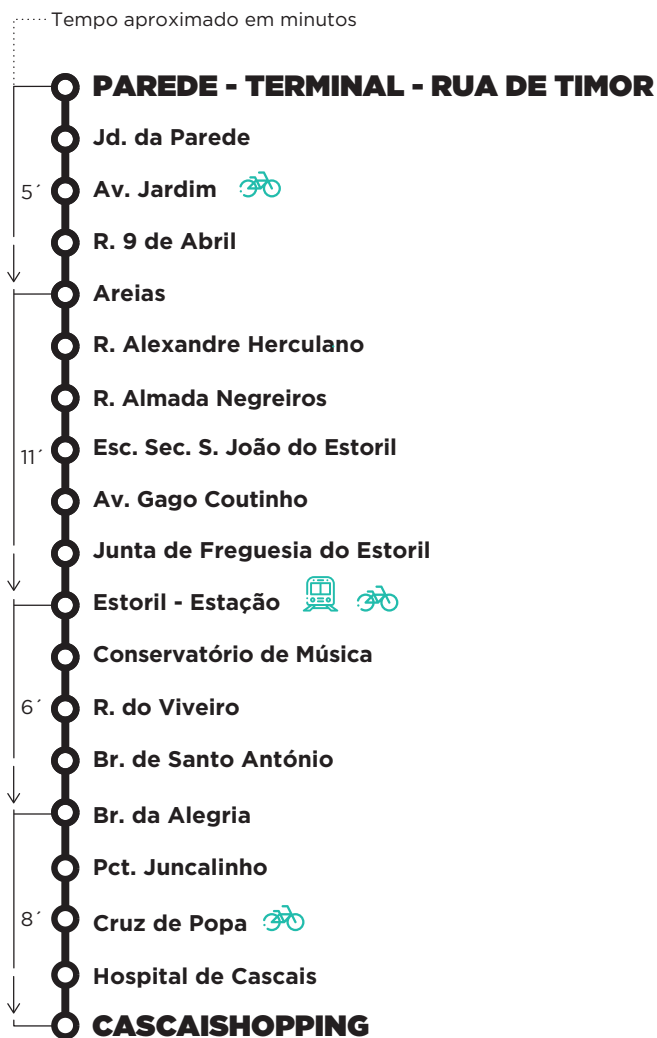 Tempo aproximado em minutos
PAREDE - TERMINAL - RUA DE TIMOR
Jd. da Parede
5´ Av. Jardim
R. 9 de Abril
Areias
R. Alexandre Herculano
R. Almada Negreiros
Esc. Sec. S. João do Estoril
11´
Av. Gago Coutinho
Junta de Freguesia do Estoril
Estoril - Estação
Conservatório de Música
6´ R. do Viveiro
Br. de Santo António
Br. da Alegria
Pct. Juncalinho
8´ Cruz de Popa
Hospital de Cascais
CASCAISHOPPING